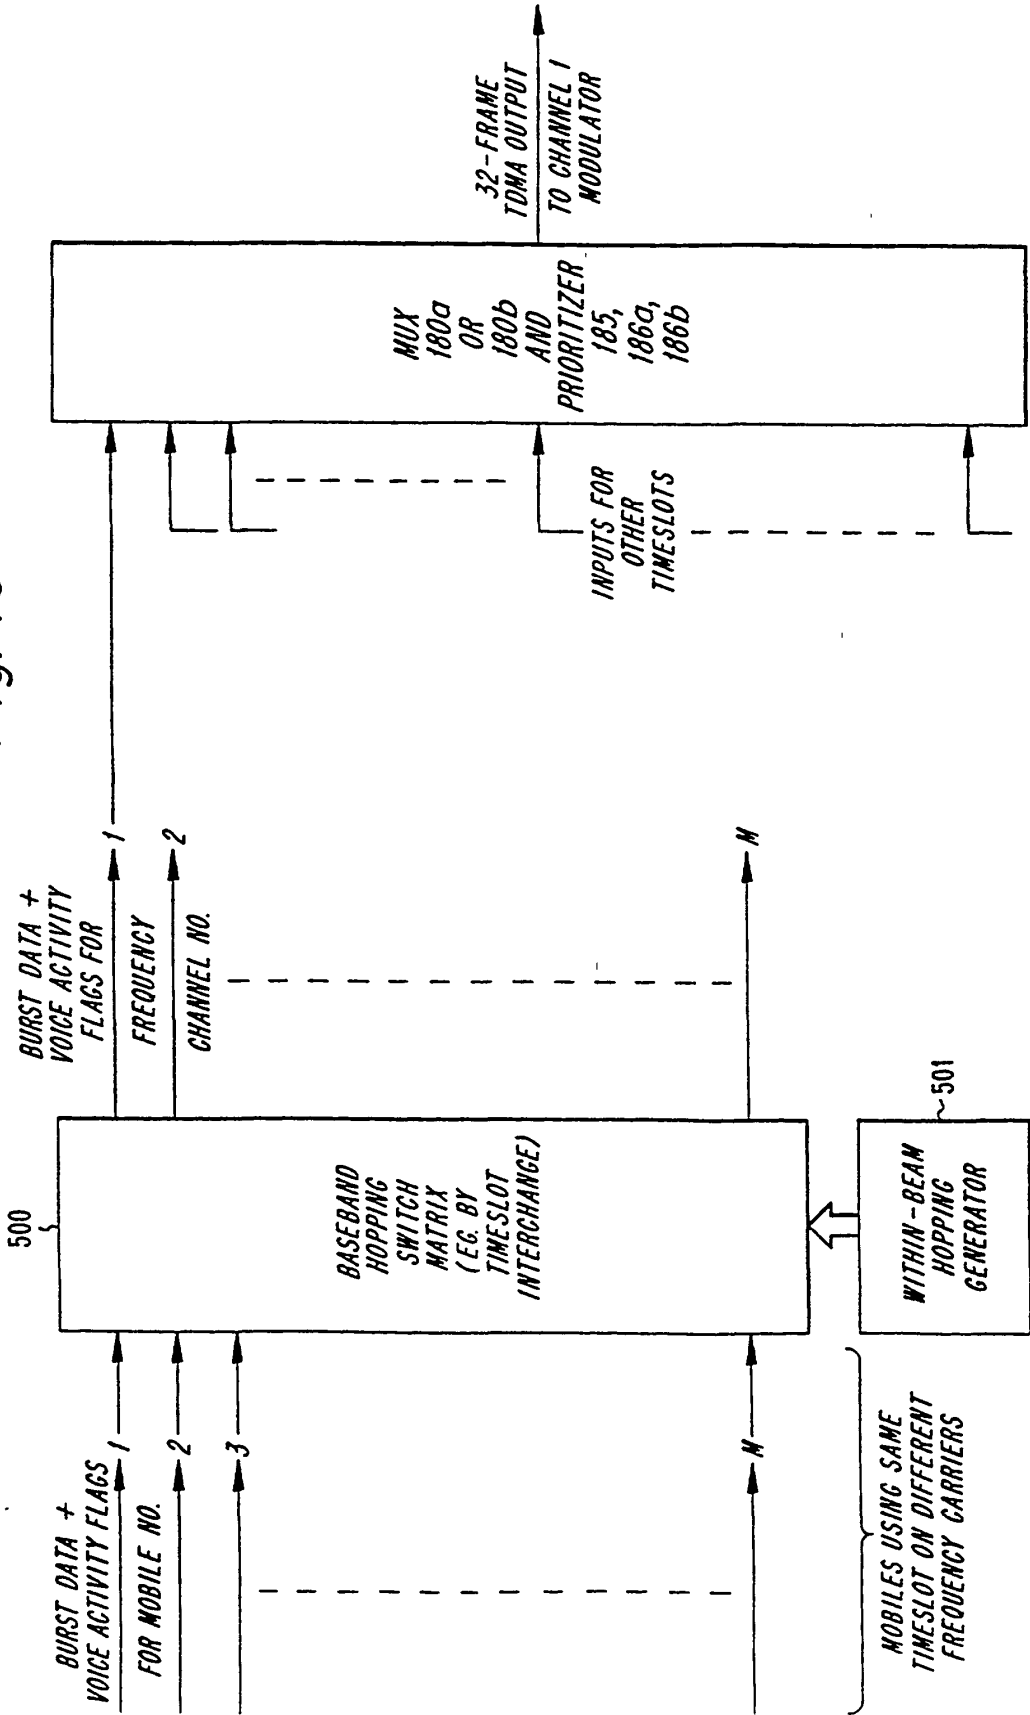 500
BURST DATA +
VOICE ACTIVITY FLAGS
FOR MOBILE NO.
1
2
3
M
MOBILES USING SAME
TIMESLOT ON DIFFERENT
FREQUENCY CARRIERS
BASEBAND
HOPPING
SWITCH
MATRIX
(EG. BY
TIMESLOT
INTERCHANGE)
WITHIN-BEAM
HOPPING
GENERATOR
501
BURST DATA +
VOICE ACTIVITY
FLAGS FOR
FREQUENCY
CHANNEL NO.
1
2
M
INPUTS FOR
OTHER
TIMESLOTS
MUX
180a
OR
180b
AND
PRIORITIZER
185,
186a,
186b
32-FRAME
TDMA OUTPUT
TO CHANNEL 1
MODULATOR